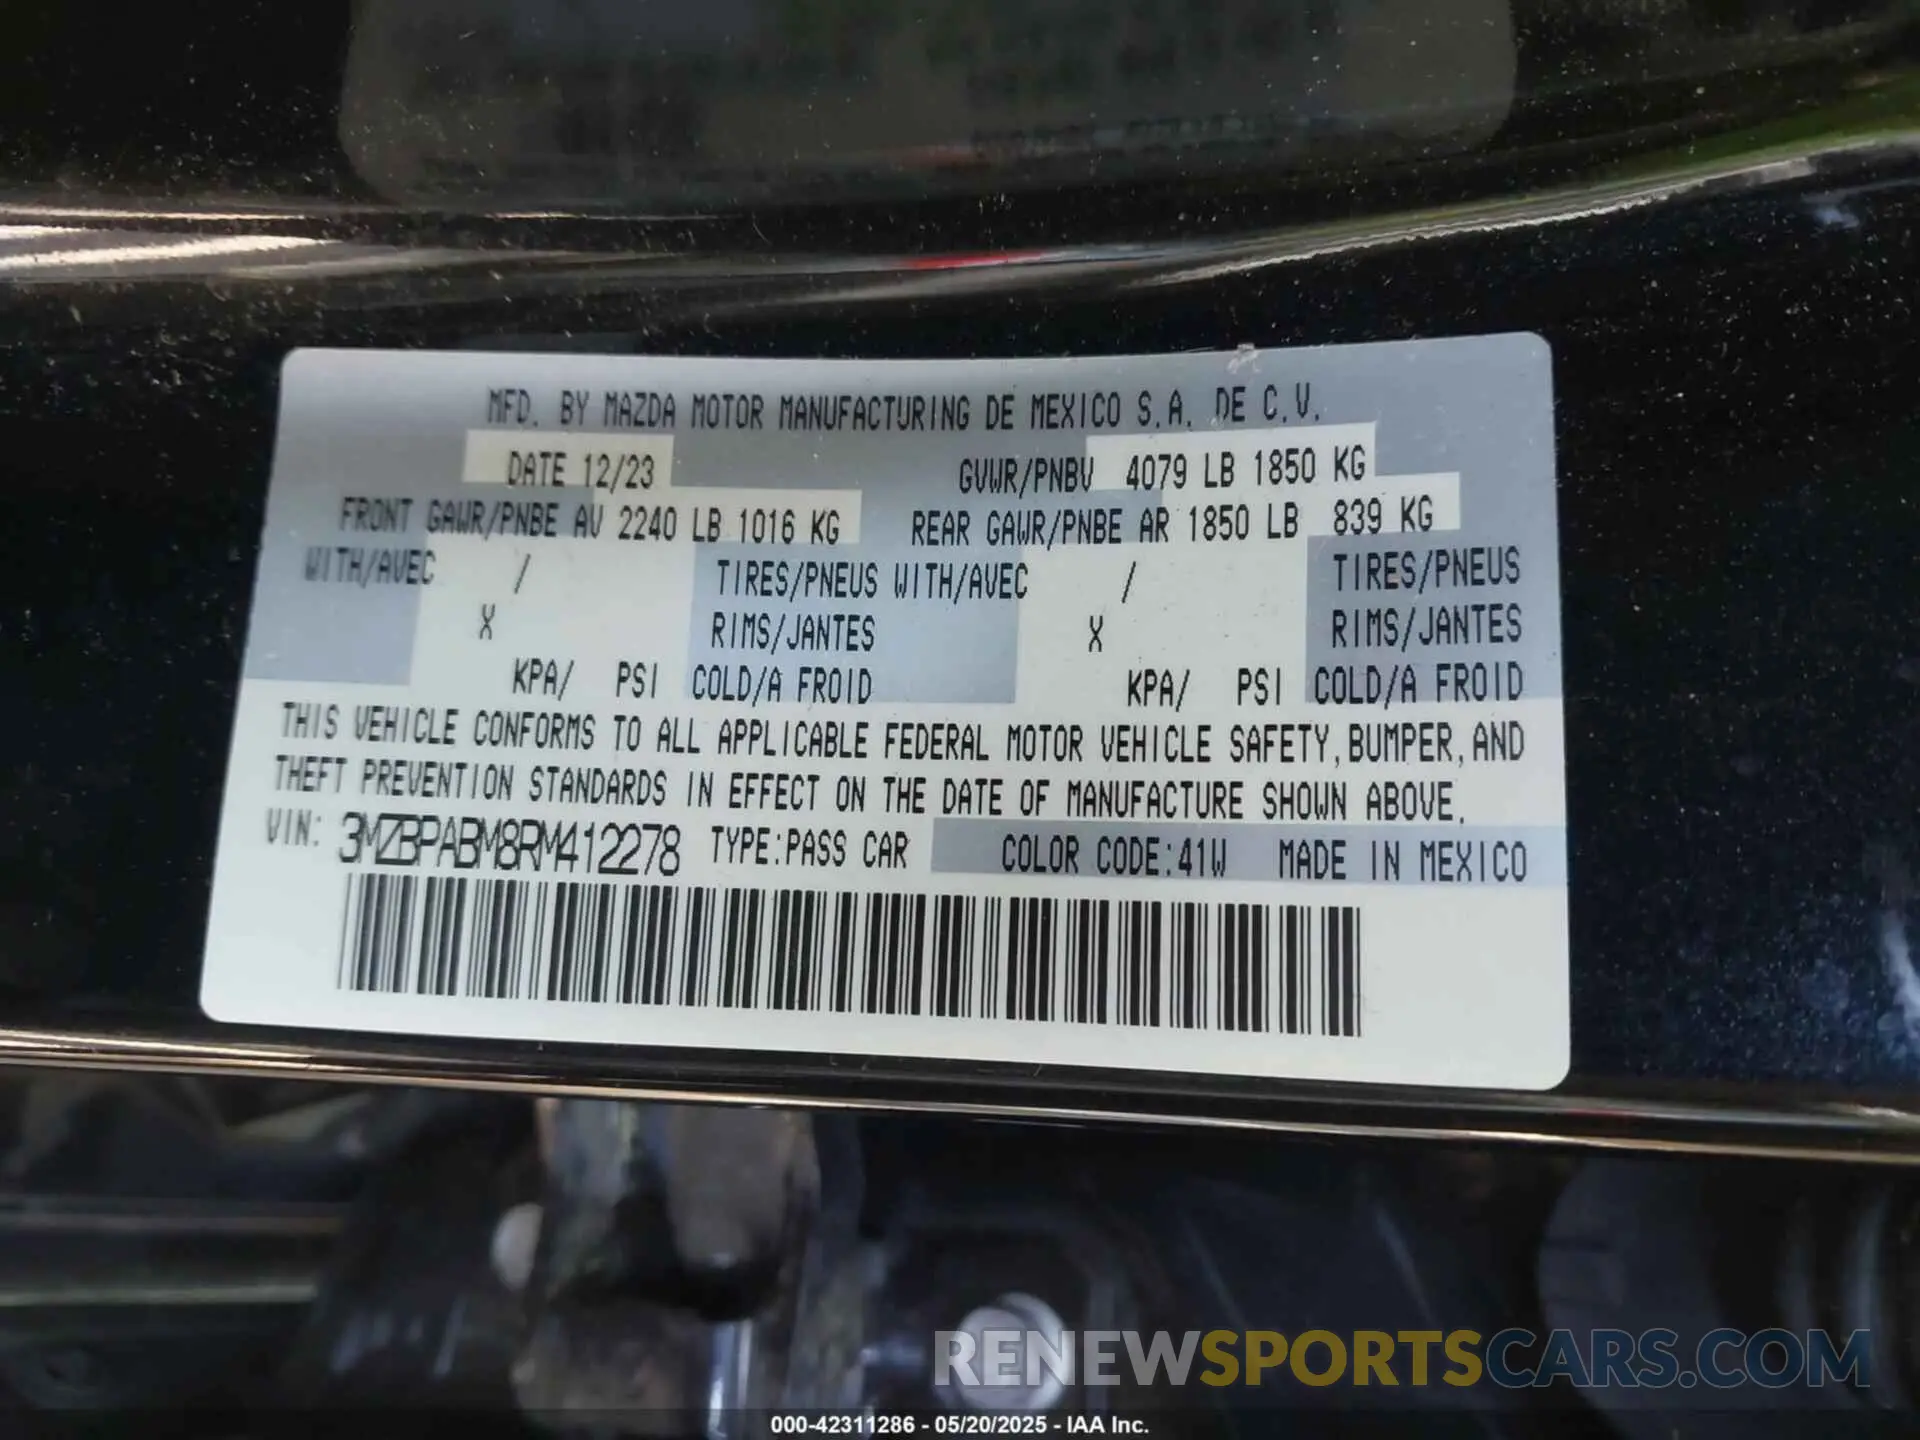 MFD. BY MAZDA MOTOR MANUFACTURING DE MEXICO S.A. DE C.V.
DATE 12/23 GVWR/PNBV 4079 LB 1850 KG
FRONT GAWR/PNBE AV 2240 LB 1016 KG REAR GAWR/PNBE AR 1850 LB 839 KG
WITH/AVEC / TIRES/PNEUS WITH/AVEC / TIRES/PNEUS
X RIMS/JANTES X RIMS/JANTES
KPA/ PSI COLD/A FROID KPA/ PSI COLD/A FROID
THIS VEHICLE CONFORMS TO ALL APPLICABLE FEDERAL MOTOR VEHICLE SAFETY, BUMPER, AND
THEFT PREVENTION STANDARDS IN EFFECT ON THE DATE OF MANUFACTURE SHOWN ABOVE.
VIN: 3MZBPABM8RM412278 TYPE:PASS CAR COLOR CODE:41W MADE IN MEXICO
RENEWSPORTSCARS.COM
000-42311286 - 05/20/2025 - IAA Inc.